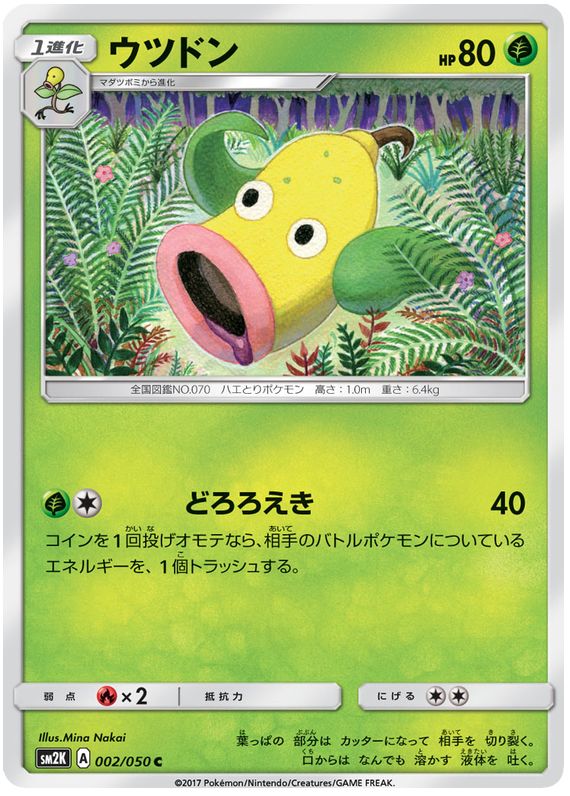 1進化
ウツドン
HP80
マダツボミから進化
全国図鑑NO.070 ハエとりポケモン 高さ：1.0m 重さ：6.4kg
どろろえき 40
コインを1回投げオモテなら、相手のバトルポケモンについている
エネルギーを、1個トラッシュする。
弱点 ×2 抵抗力 にげる
Illus.Mina Nakai
SM2K A 002/050 C
葉っぱの 部分は カッターになって 相手を 切り裂く。
口からは なんでも 溶かす 液体を 吐く。
©2017 Pokémon/Nintendo/Creatures/GAME FREAK.